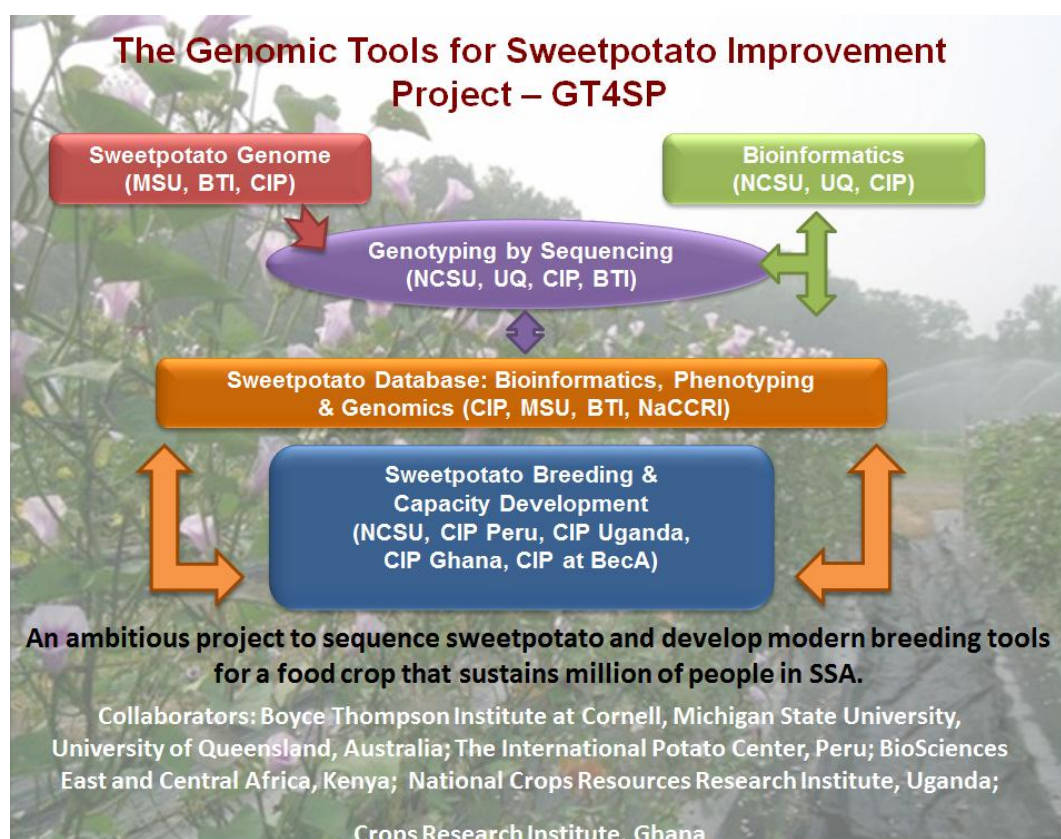 The Genomic Tools for Sweetpotato Improvement
Project – GT4SP
Sweetpotato Genome
(MSU, BTI, CIP)
Bioinformatics
(NCSU, UQ, CIP)
Genotyping by Sequencing
(NCSU, UQ, CIP, BTI)
Sweetpotato Database: Bioinformatics, Phenotyping
& Genomics (CIP, MSU, BTI, NaCCRI)
Sweetpotato Breeding &
Capacity Development
(NCSU, CIP Peru, CIP Uganda,
CIP Ghana, CIP at BecA)
An ambitious project to sequence sweetpotato and develop modern breeding tools
for a food crop that sustains million of people in SSA.
Collaborators: Boyce Thompson Institute at Cornell, Michigan State University,
University of Queensland, Australia; The International Potato Center, Peru; BioSciences
East and Central Africa, Kenya; National Crops Resources Research Institute, Uganda;
Crops Research Institute, Ghana